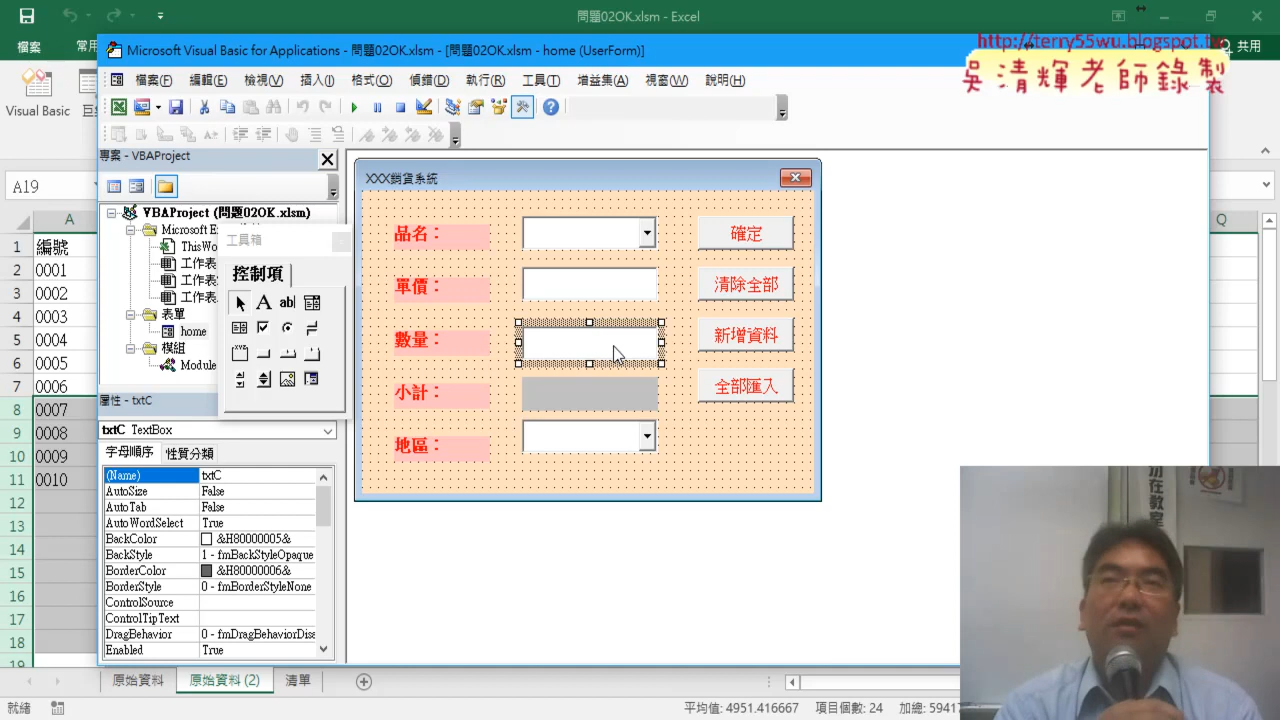 問題02OK.xlsm - Excel
檔案
常用
共用
http://terry55wu.blogspot.tw
吳清輝老師錄製
Microsoft Visual Basic for Applications - 問題02OK.xlsm - [問題02OK.xlsm - home (UserForm)]
檔案(F) 編輯(E) 檢視(V) 插入(I) 格式(O) 偵錯(D) 執行(R) 工具(T) 增益集(A) 視窗(W) 說明(H)
Visual Basic 巨
專案 - VBAProject
VBAProject (問題02OK.xlsm)
Microsoft E
ThisWo
工作表
工作表
工作表
表單
home
模組
Module
工具箱
控制項
A ab|
XXX銷貨系統
品名：
確定
單價：
清除全部
數量：
新增資料
小計：
全部匯入
地區：
屬性 - txtC
txtC TextBox
字母順序 性質分類
(Name) txtC
AutoSize False
AutoTab False
AutoWordSelect True
BackColor &H80000005&
BackStyle 1 - fmBackStyleOpaque
BorderColor &H80000006&
BorderStyle 0 - fmBorderStyleNone
ControlSource
ControlTipText
DragBehavior 0 - fmDragBehaviorDisa
Enabled True
A19
A
Q
1 編號
2 0001
3 0002
4 0003
5 0004
6 0005
7 0006
8 0007
9 0008
10 0009
11 0010
12
13
14
15
16
17
18
19
別在教室
原始資料 原始資料 (2) 清單
就緒
平均值: 4951.416667 項目個數: 24 加總: 59417